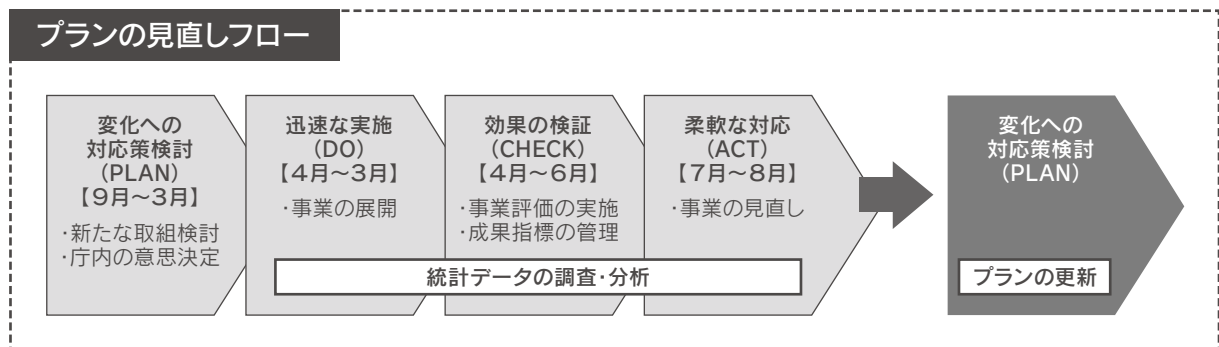 プランの見直しフロー
変化への
対応策検討
(PLAN)
【9月～3月】
･新たな取組検討
･庁内の意思決定
迅速な実施
(DO)
【4月～3月】
･事業の展開
効果の検証
(CHECK)
【4月～6月】
･事業評価の実施
･成果指標の管理
柔軟な対応
(ACT)
【7月～8月】
･事業の見直し
統計データの調査･分析
変化への
対応策検討
(PLAN)
プランの更新